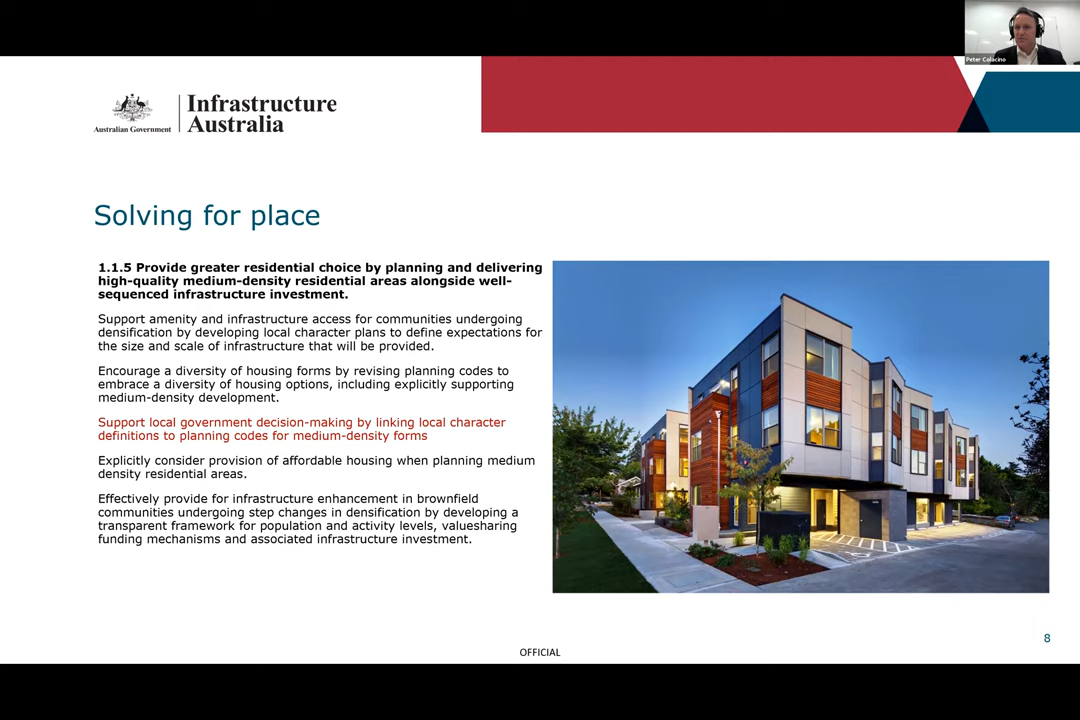 Peter Colacino
Infrastructure
Australian Government
Australia
Solving for place
1.1.5 Provide greater residential choice by planning and delivering
high-quality medium-density residential areas alongside well-
sequenced infrastructure investment.
Support amenity and infrastructure access for communities undergoing
densification by developing local character plans to define expectations for
the size and scale of infrastructure that will be provided.
Encourage a diversity of housing forms by revising planning codes to
embrace a diversity of housing options, including explicitly supporting
medium-density development.
Support local government decision-making by linking local character
definitions to planning codes for medium-density forms
Explicitly consider provision of affordable housing when planning medium
density residential areas.
Effectively provide for infrastructure enhancement in brownfield
communities undergoing step changes in densification by developing a
transparent framework for population and activity levels, valuesharing
funding mechanisms and associated infrastructure investment.
8
OFFICIAL